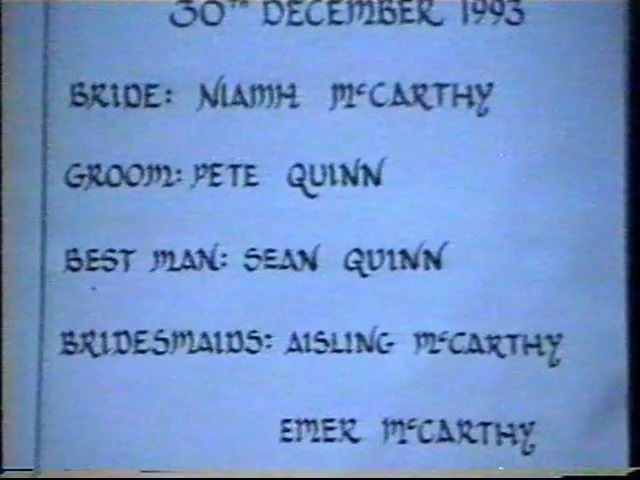 30TH DECEMBER 1993
BRIDE: NIAMH McCARTHY
GROOM: PETE QUINN
BEST MAN: SEAN QUINN
BRIDESMAIDS: AISLING McCARTHY
EMER McCARTHY